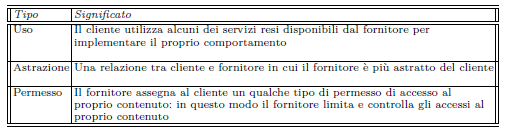 Tipo Significato
Uso Il cliente utilizza alcuni dei servizi resi disponibili dal fornitore per
implementare il proprio comportamento
Astrazione Una relazione tra cliente e fornitore in cui il fornitore è più astratto del cliente
Permesso Il fornitore assegna al cliente un qualche tipo di permesso di accesso al
proprio contenuto: in questo modo il fornitore limita e controlla gli accessi al
proprio contenuto